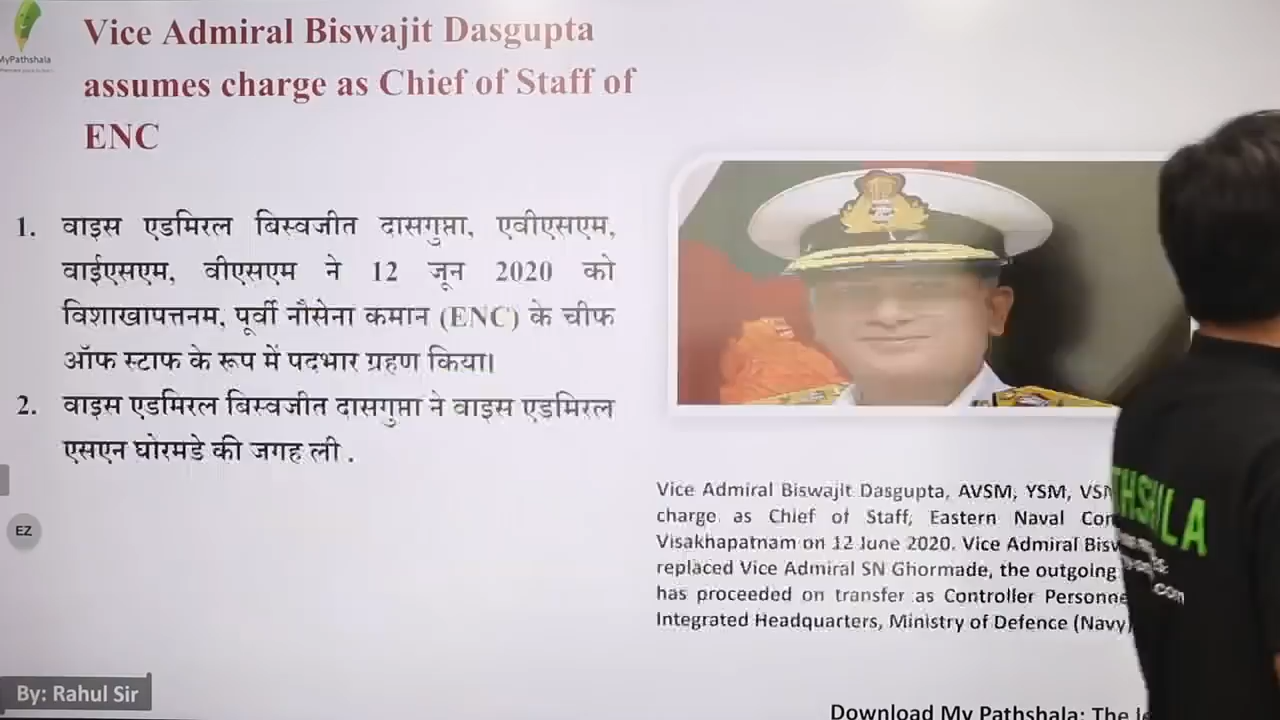 MyPathshala
Vice Admiral Biswajit Dasgupta
assumes charge as Chief of Staff of
ENC
1. वाइस एडमिरल बिस्वजीत दासगुप्ता, एवीएसएम,
वाईएसएम, वीएसएम ने 12 जून 2020 को
विशाखापत्तनम, पूर्वी नौसेना कमान (ENC) के चीफ
ऑफ स्टाफ के रूप में पदभार ग्रहण किया।
2. वाइस एडमिरल बिस्वजीत दासगुप्ता ने वाइस एडमिरल
एसएन घोरमडे की जगह ली .
Vice Admiral Biswajit Dasgupta, AVSM, YSM,
charge as Chief of Staff, Eastern Naval
Visakhapatnam on 12 June 2020. Vice Admiral
replaced Vice Admiral SN Ghormade, the outgoing
has proceeded on transfer as Controller
Integrated Headquarters, Ministry of Defence (Navy)
THSHALA
EZ
By: Rahul Sir
Download My Pathshala: The